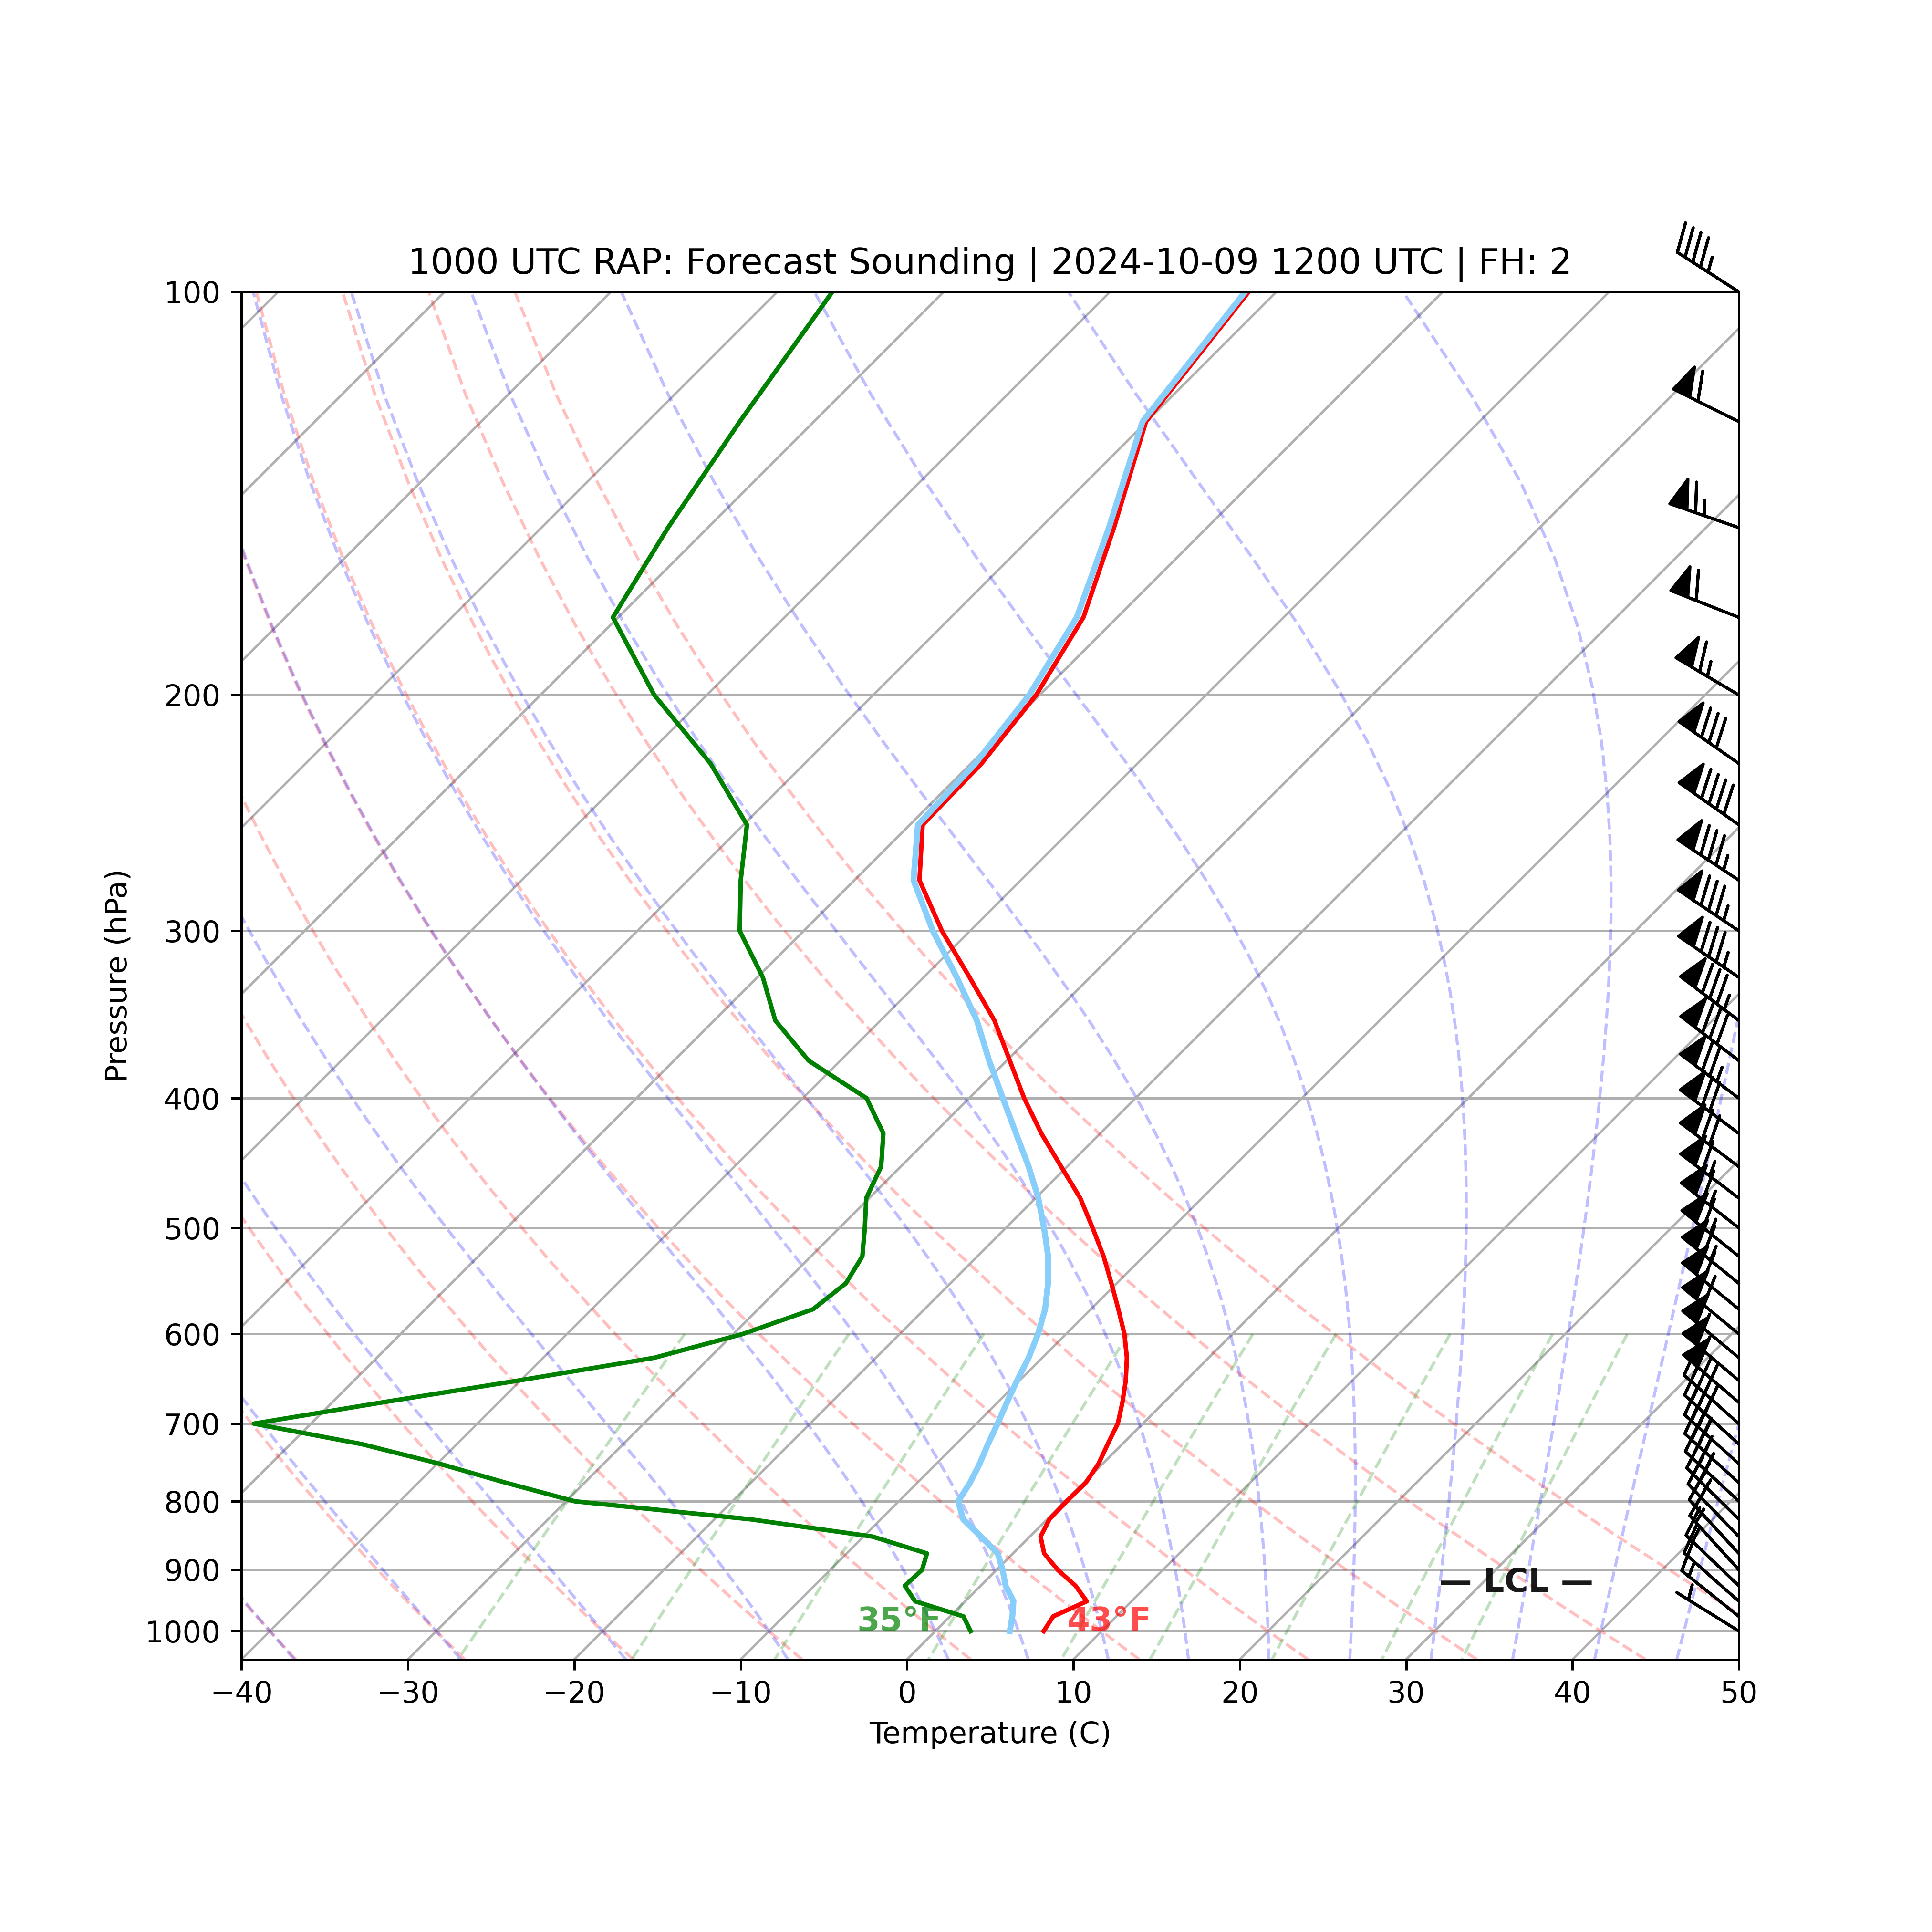 1000 UTC RAP: Forecast Sounding | 2024-10-09 1200 UTC | FH: 2
100
200
300
400
500
600
700
800
900
1000
Pressure (hPa)
— LCL —
35°F
43°F
−40 −30 −20 −10 0 10 20 30 40 50
Temperature (C)